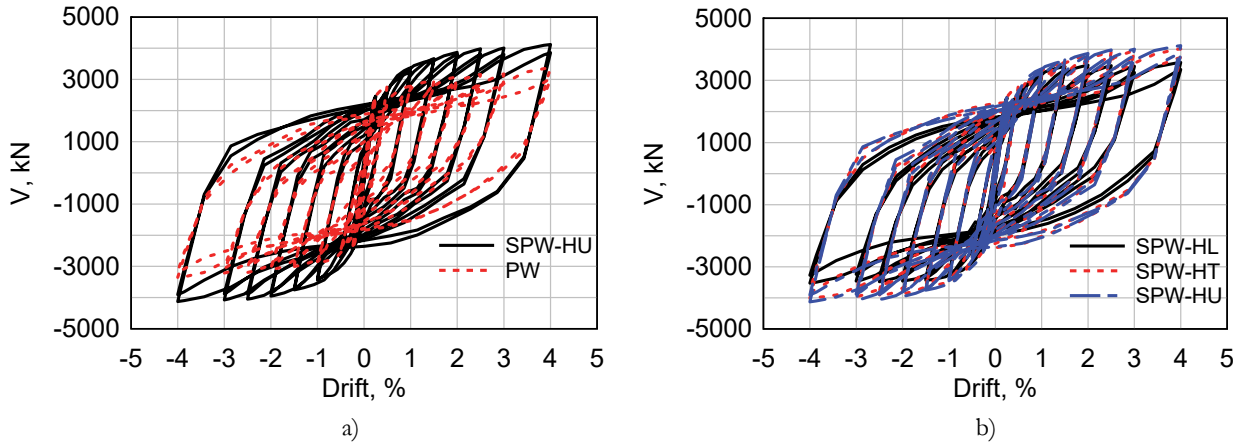 5000
3000
1000
-1000
-3000
-5000
V, kN
-5 -4 -3 -2 -1 0 1 2 3 4 5
Drift, %
SPW-HU
PW
a)
5000
3000
1000
-1000
-3000
-5000
V, kN
-5 -4 -3 -2 -1 0 1 2 3 4 5
Drift, %
SPW-HL
SPW-HT
SPW-HU
b)